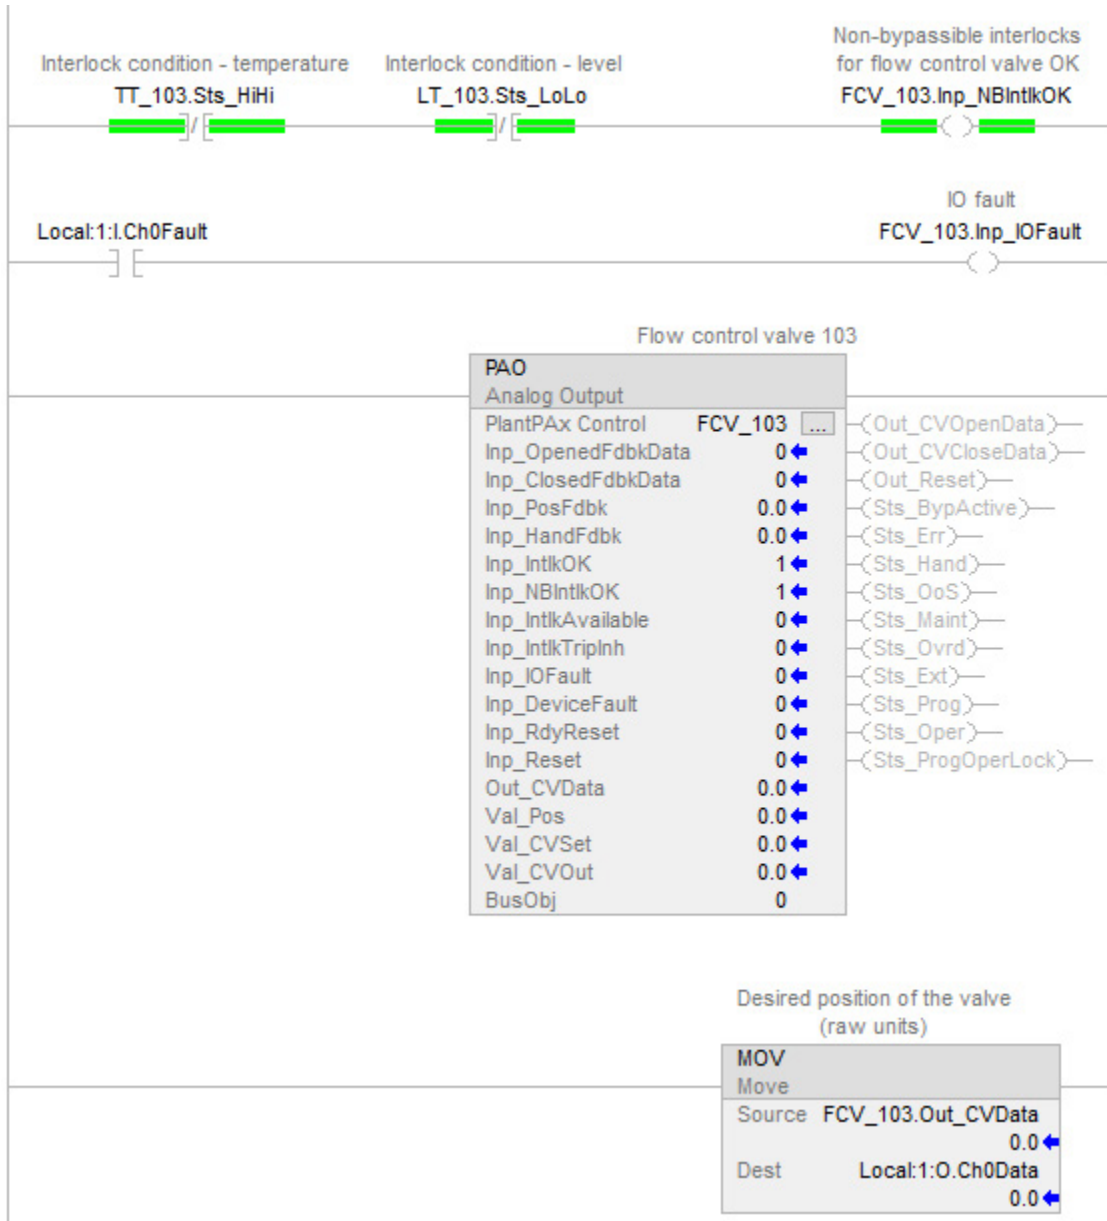 Interlock condition - temperature
TT_103.Sts_HiHi
Interlock condition - level
LT_103.Sts_LoLo
Non-bypassible interlocks
for flow control valve OK
FCV_103.Inp_NBIntlkOK
Local:1:I.Ch0Fault
IO fault
FCV_103.Inp_IOFault
Flow control valve 103
PAO
Analog Output
PlantPAx Control FCV_103 ... (Out_CVOpenData)
Inp_OpenedFdbkData 0 (Out_CVCloseData)
Inp_ClosedFdbkData 0 (Out_Reset)
Inp_PosFdbk 0.0 (Sts_BypActive)
Inp_HandFdbk 0.0 (Sts_Err)
Inp_IntlkOK 1 (Sts_Hand)
Inp_NBIntlkOK 1 (Sts_OoS)
Inp_IntlkAvailable 0 (Sts_Maint)
Inp_IntlkTripInh 0 (Sts_Ovrd)
Inp_IOFault 0 (Sts_Ext)
Inp_DeviceFault 0 (Sts_Prog)
Inp_RdyReset 0 (Sts_Oper)
Inp_Reset 0 (Sts_ProgOperLock)
Out_CVData 0.0
Val_Pos 0.0
Val_CVSet 0.0
Val_CVOut 0.0
BusObj 0
Desired position of the valve
(raw units)
MOV
Move
Source FCV_103.Out_CVData
0.0
Dest Local:1:O.Ch0Data
0.0